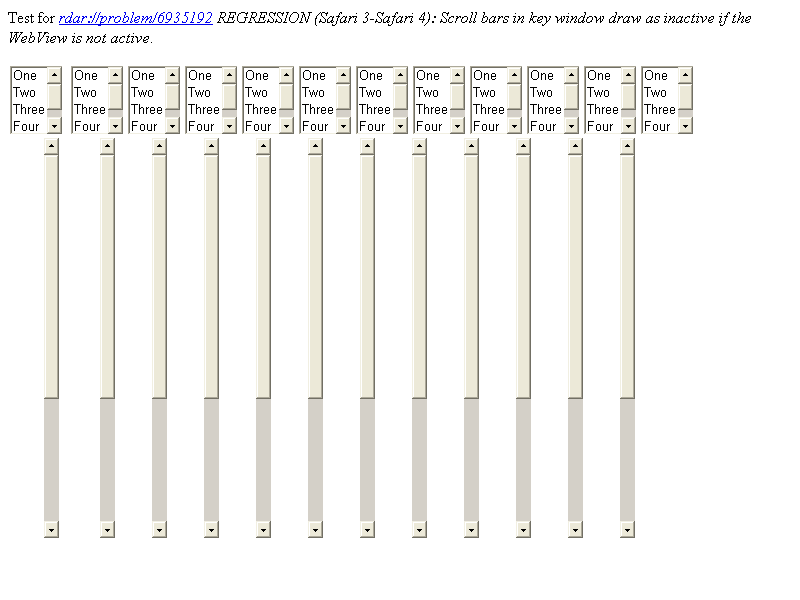 Test for rdar://problem/6935192 REGRESSION (Safari 3-Safari 4): Scroll bars in key window draw as inactive if the
WebView is not active.
One One One One One One One One One One One One
Two Two Two Two Two Two Two Two Two Two Two Two
Three Three Three Three Three Three Three Three Three Three Three Three
Four Four Four Four Four Four Four Four Four Four Four Four